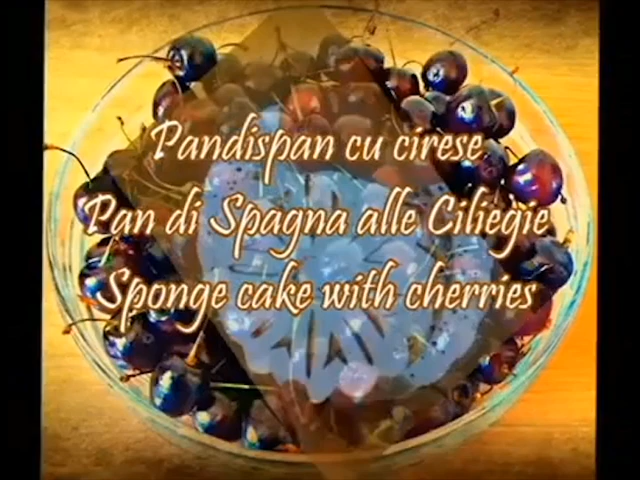 Pandispan cu cirese
Pan di Spagna alle Ciliegie
Sponge cake with cherries